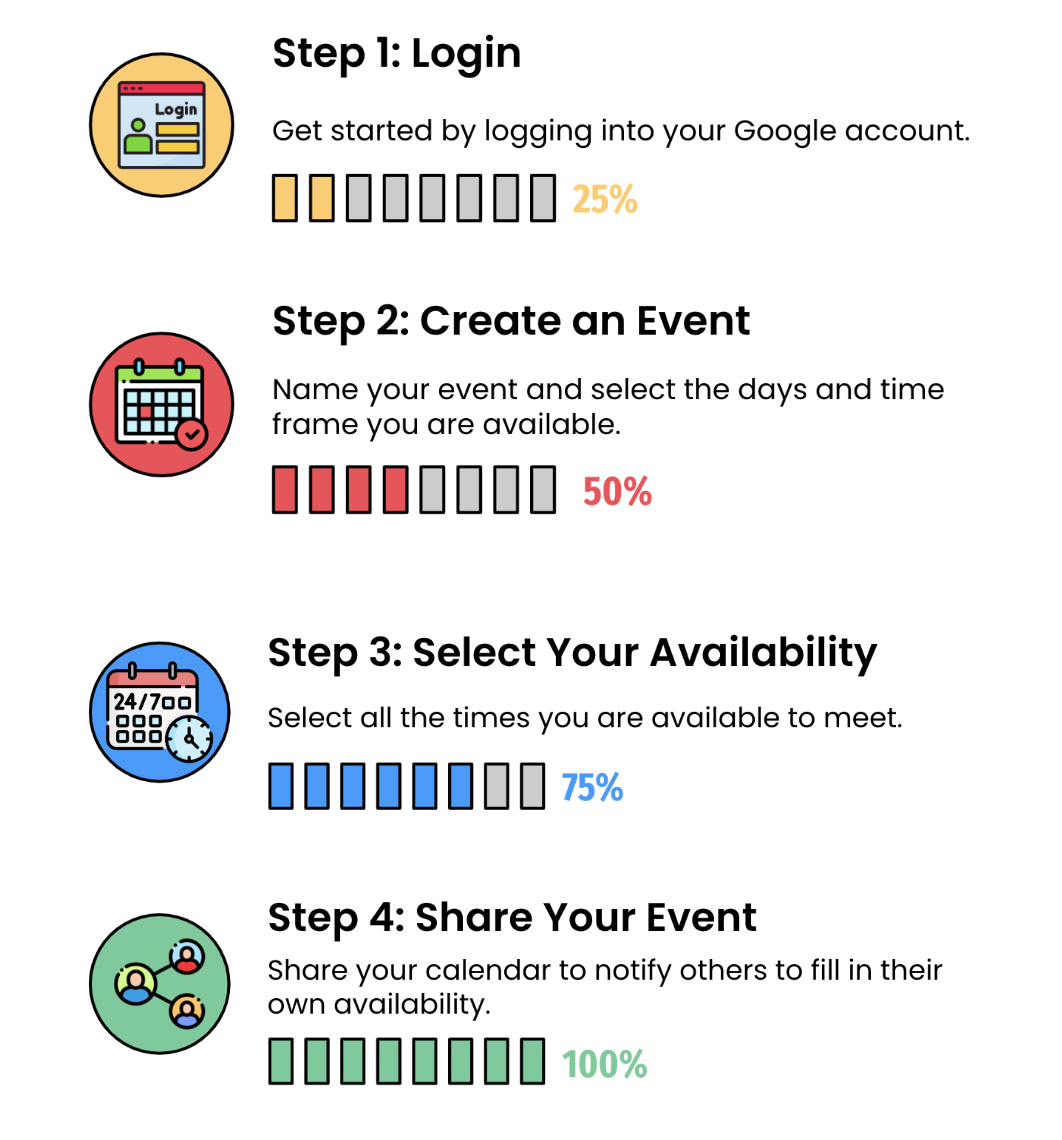 Step 1: Login
Login
Get started by logging into your Google account.
25%
Step 2: Create an Event
Name your event and select the days and time
frame you are available.
50%
Step 3: Select Your Availability
24/7
Select all the times you are available to meet.
75%
Step 4: Share Your Event
Share your calendar to notify others to fill in their
own availability.
100%